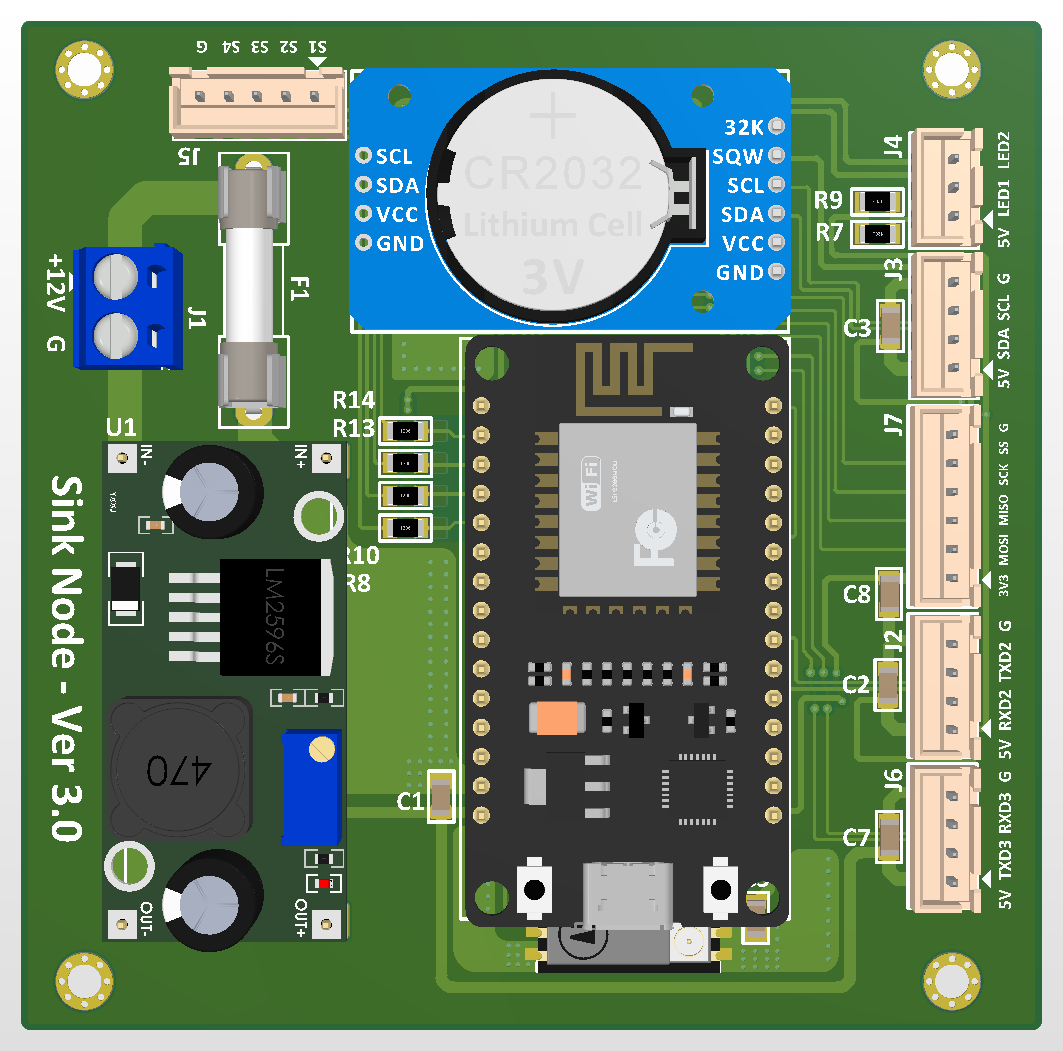 G S4 S3 S2 S1
J5
SCL
SDA
VCC
GND
32K
SQW
SCL
SDA
VCC
GND
+
CR2032
Lithium Cell
3V
J4
5V LED1 LED2
R9
R7
J3
5V SDA SCL G
C3
+12V G
J1
F1
R14
R13
R10
R8
U1
IN-
IN+
LM2596S
470
OUT-
OUT+
Sink Node - Ver 3.0
C1
WiFi
FC
J7
3V3 MOSI MISO SCK SS G
C8
J2
5V RXD2 TXD2 G
C2
J6
5V TXD3 RXD3 G
C7